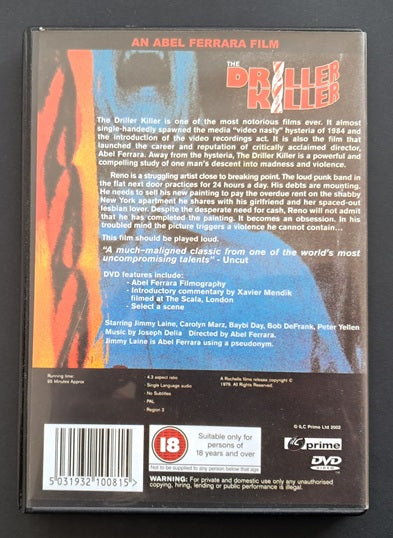 AN ABEL FERRARA FILM
THE
DRILLER
KILLER
The Driller Killer is one of the most notorious films ever. It almost
single-handedly spawned the media "video nasty" hysteria of 1984 and
the introduction of the video recordings act. It is also the film that
launched the career and reputation of critically acclaimed director,
Abel Ferrara. Away from the hysteria, The Driller Killer is a powerful and
compelling study of one man's descent into madness and violence.
Reno is a struggling artist close to breaking point. The loud punk band in
the flat next door practices for 24 hours a day. His debts are mounting.
He needs to sell his new painting to pay the overdue rent on the shabby
New York apartment he shares with his girlfriend and her spaced-out
lesbian lover. Despite the desperate need for cash, Reno will not admit
that he has completed the painting. It becomes an obsession. In his
troubled mind the picture triggers a violence he cannot contain...
This film should be played loud.
"A much-maligned classic from one of the world's most
uncompromising talents" - Uncut
DVD features include:
- Abel Ferrara Filmography
- Introductory commentary by Xavier Mendik
filmed at The Scala, London
- Select a scene
Starring Jimmy Laine, Carolyn Marz, Baybi Day, Bob DeFrank, Peter Yellen
Music by Joseph Delia Directed by Abel Ferrara.
Jimmy Laine is Abel Ferrara using a pseudonym.
Running time:
Minutes Approx
· 4.3 aspect ratio
· Single Language audio
· No Subtitles
· PAL
· Region 2
A Rochelle films release copyright ©
1979. All Rights Reserved.
© ILC Prime Ltd 2002
18
Suitable only for
persons of
18 years and over
Not to be supplied to any person below that age
ilc prime
DVD
VIDEO
5 031932 100815 >
WARNING: For private and domestic use only any unauthorised
copying, hiring, lending or public performance is illegal.